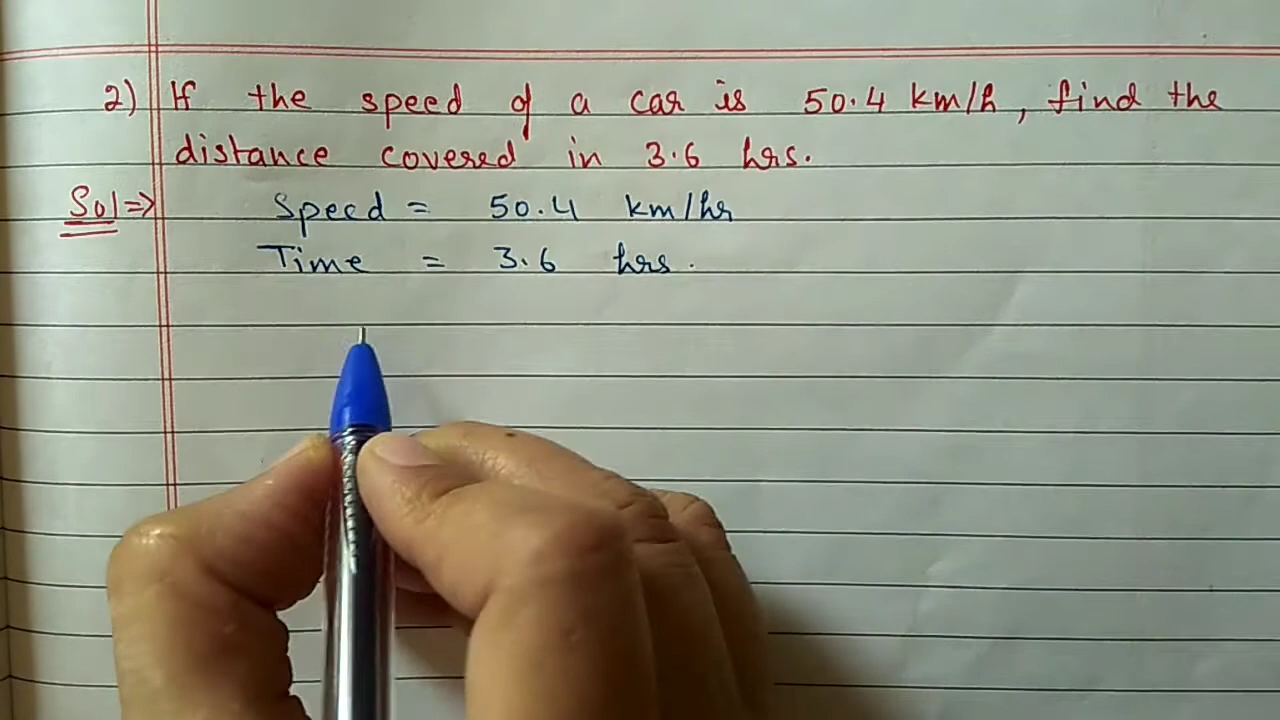 2) If the speed of a car is 50.4 km/h, find the
distance covered in 3.6 hrs.
Sol⇒ Speed = 50.4 km/hr
Time = 3.6 hrs.